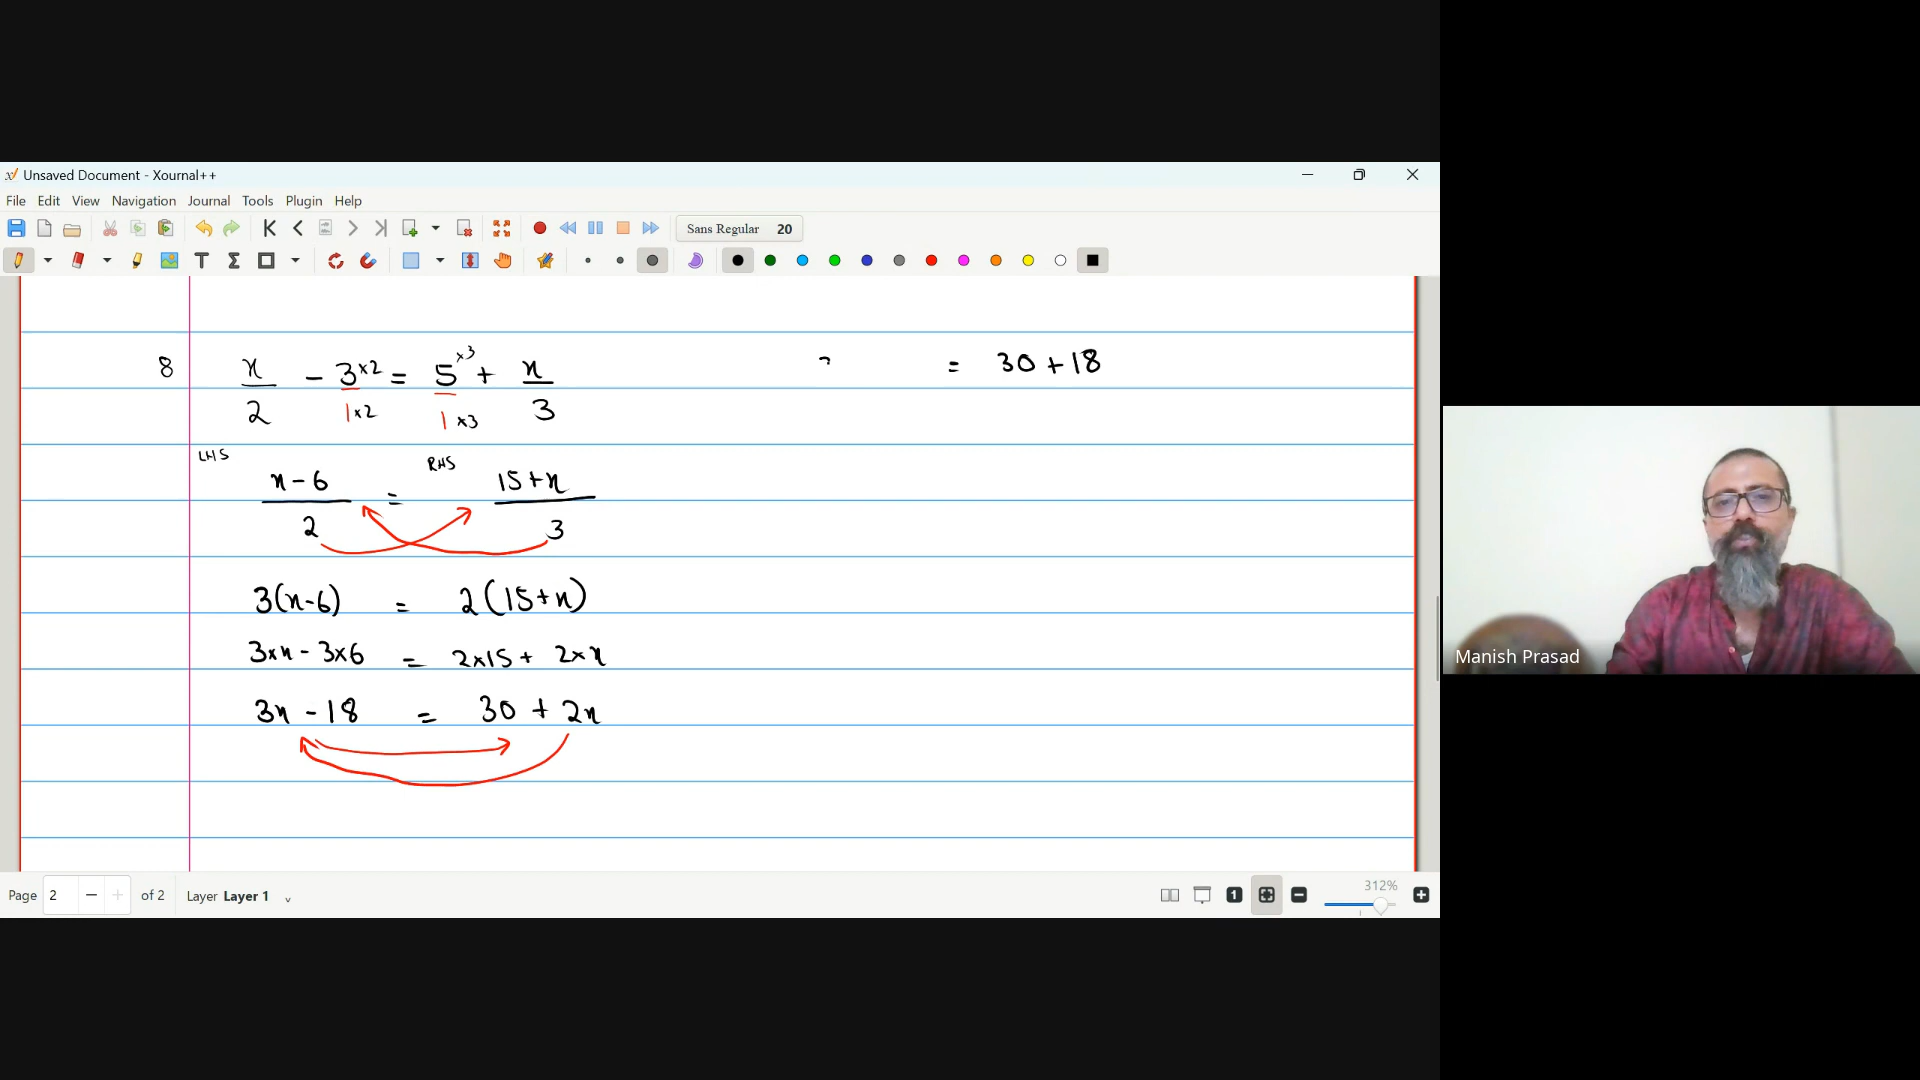 Unsaved Document - Xournal++
File Edit View Navigation Journal Tools Plugin Help
Sans Regular 20
8 x/2 - 3×2/1×2 = 5×3/1×3 + x/3
LHS RHS
x-6/2 = 15+x/3
3(x-6) = 2(15+x)
3×x - 3×6 = 2×15 + 2×x
3x - 18 = 30 + 2x
= 30 + 18
Manish Prasad
Page 2 of 2 Layer Layer 1 312%